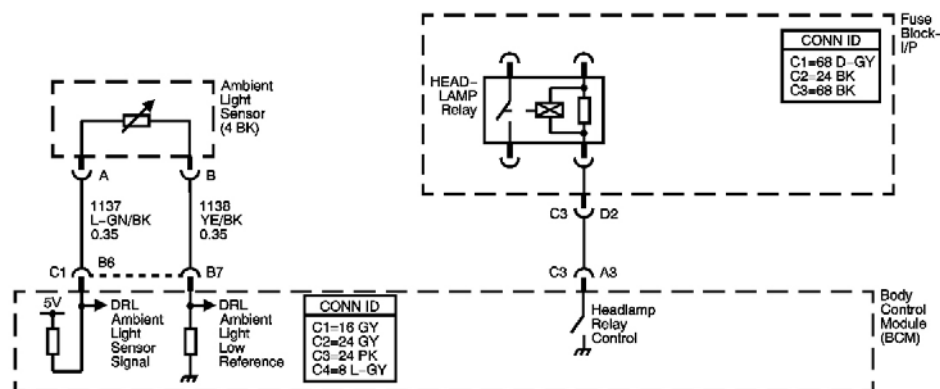 Fuse
Block-
I/P
CONN ID
C1=68 D-GY
C2=24 BK
C3=68 BK
HEAD-
LAMP
Relay
Ambient
Light
Sensor
(4 BK)
A
B
1137
L-GN/BK
0.35
1138
YE/BK
0.35
C3
D2
C1
B6
B7
C3
A3
5V
DRL
Ambient
Light
Sensor
Signal
DRL
Ambient
Light
Low
Reference
CONN ID
C1=16 GY
C2=24 GY
C3=24 PK
C4=8 L-GY
Headlamp
Relay
Control
Body
Control
Module
(BCM)